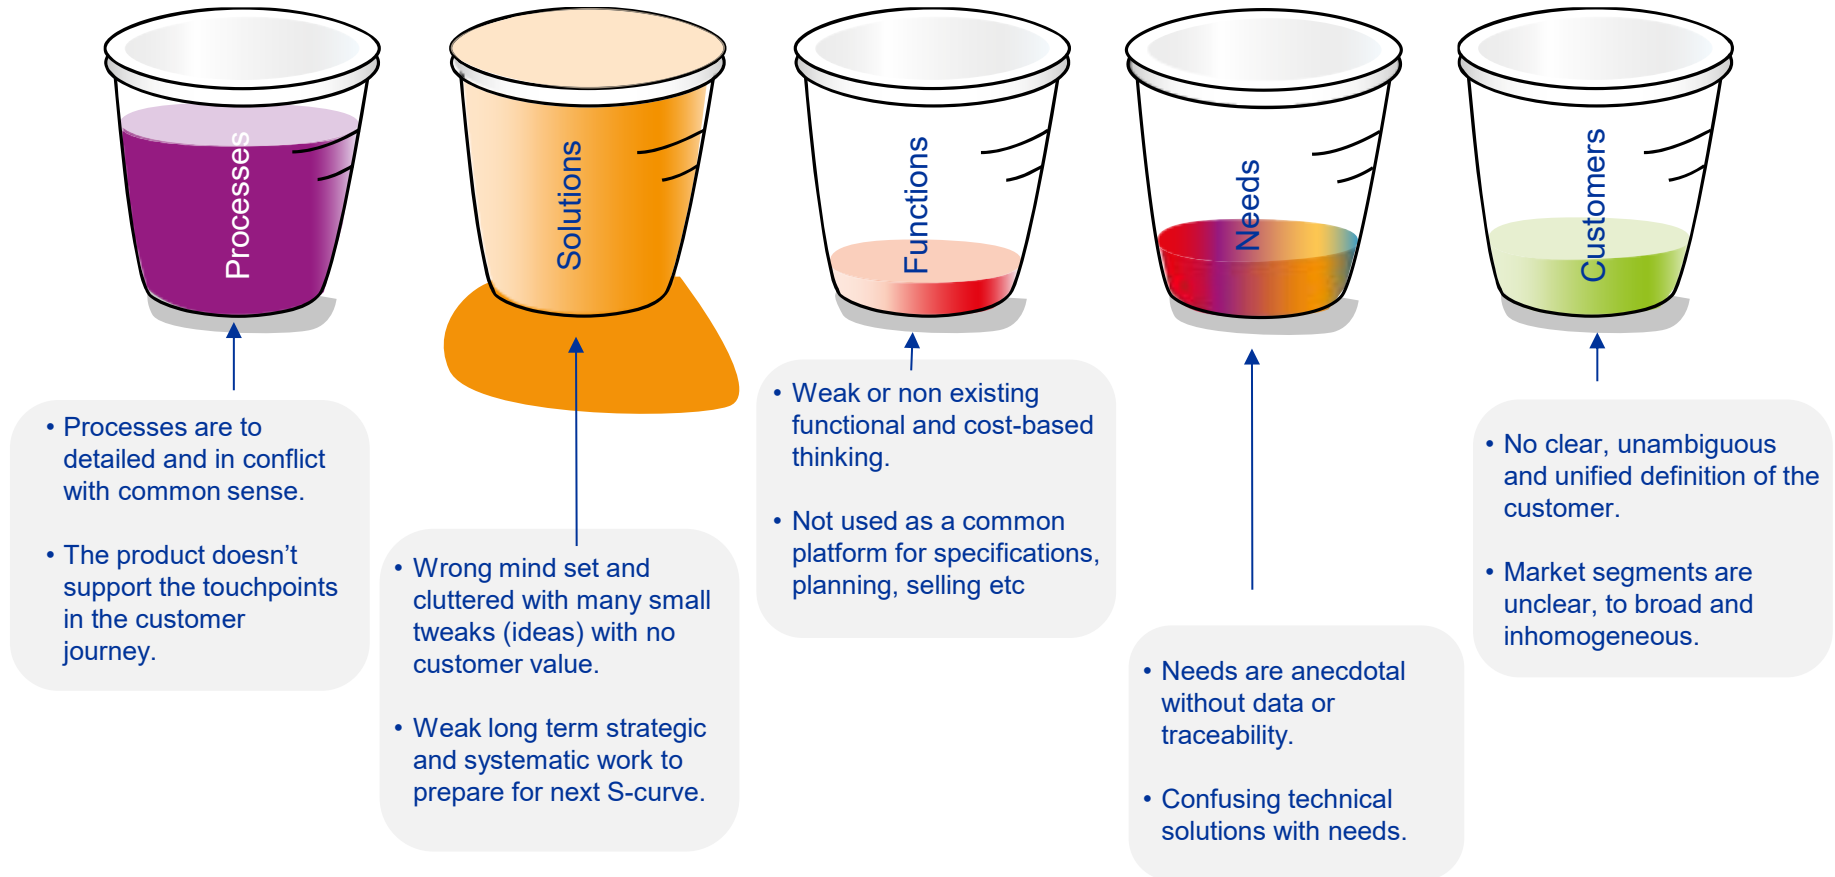 Processes
Solutions
Functions
Needs
Customers
• Processes are to
detailed and in conflict
with common sense.
• The product doesn’t
support the touchpoints
in the customer
journey.
• Wrong mind set and
cluttered with many small
tweaks (ideas) with no
customer value.
• Weak long term strategic
and systematic work to
prepare for next S-curve.
• Weak or non existing
functional and cost-based
thinking.
• Not used as a common
platform for specifications,
planning, selling etc
• Needs are anecdotal
without data or
traceability.
• Confusing technical
solutions with needs.
• No clear, unambiguous
and unified definition of the
customer.
• Market segments are
unclear, to broad and
inhomogeneous.